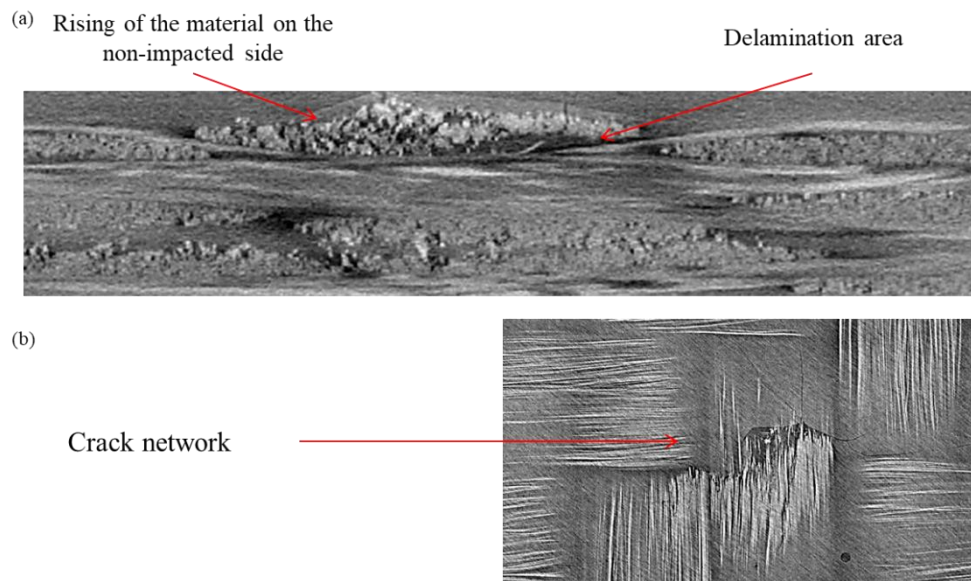 (a)
Rising of the material on the
non-impacted side
Delamination area
(b)
Crack network